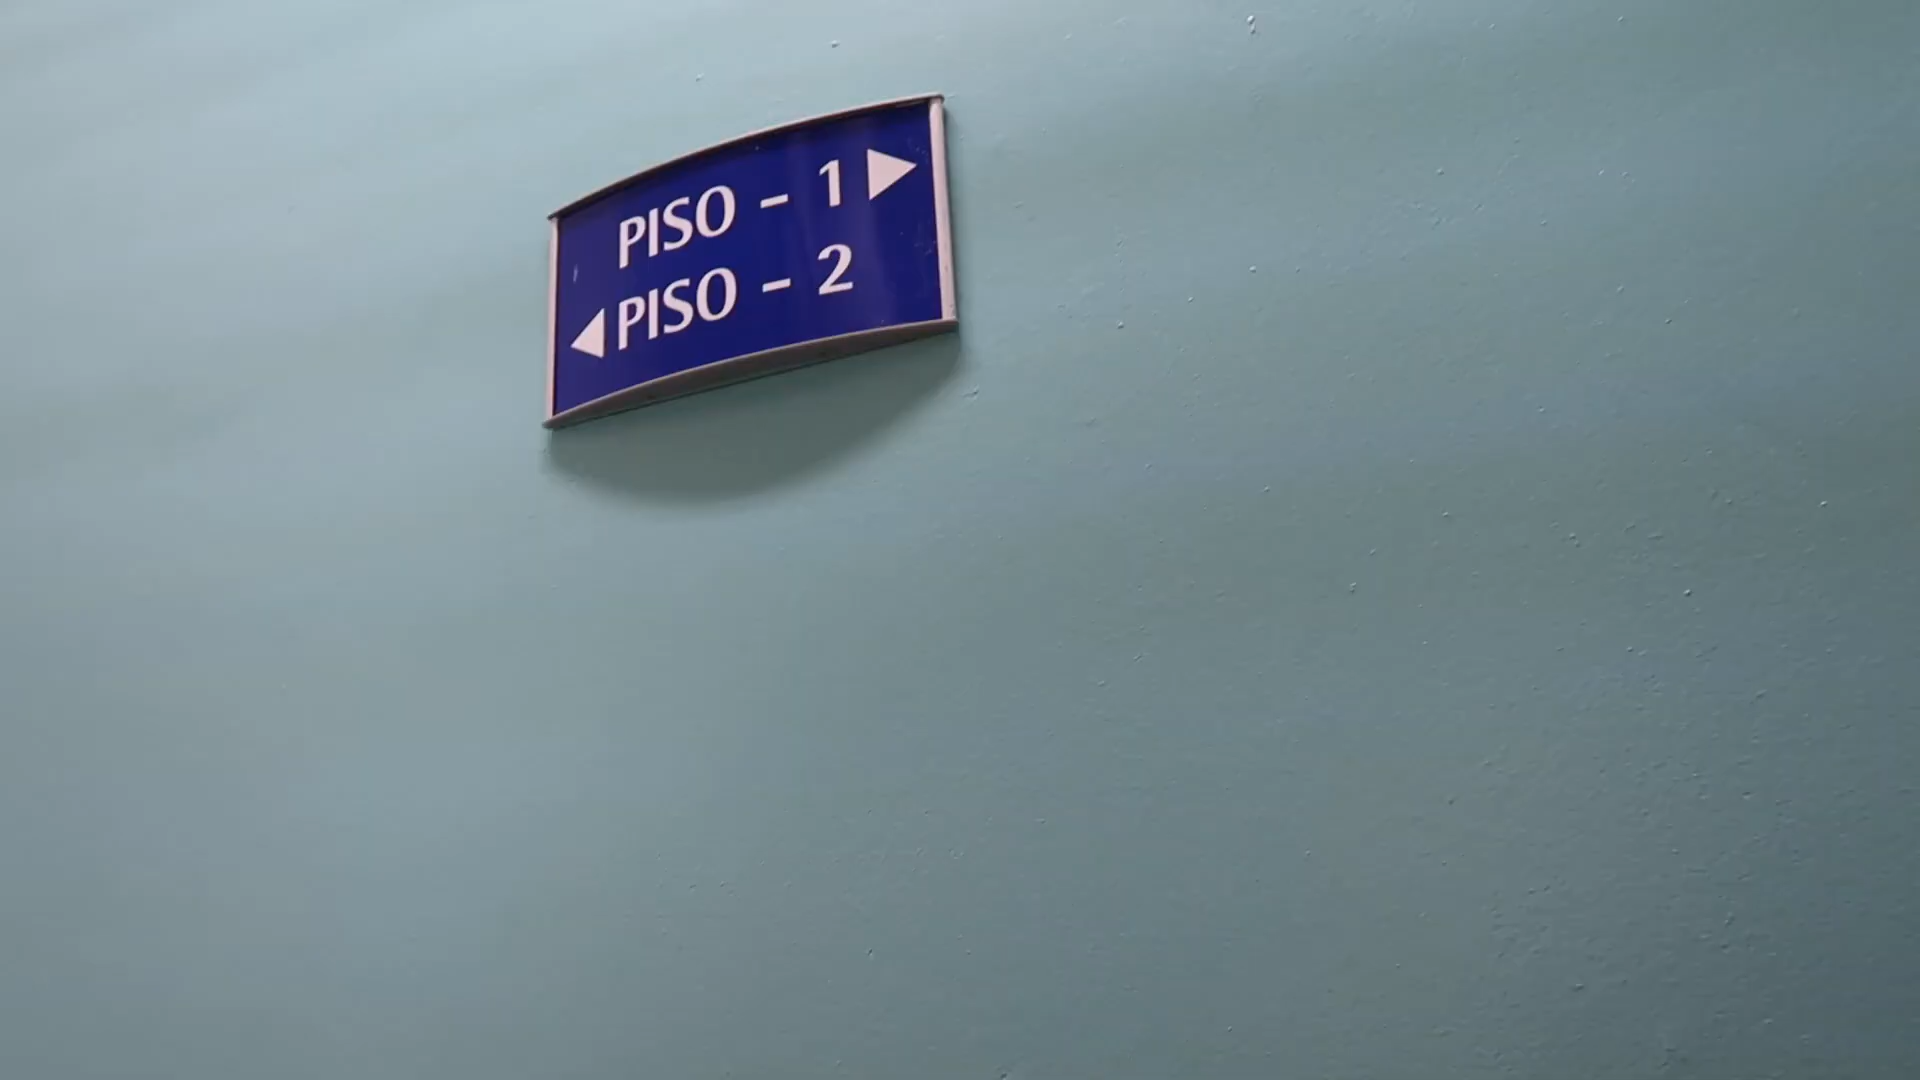 PISO – 1 ▶
◀ PISO – 2